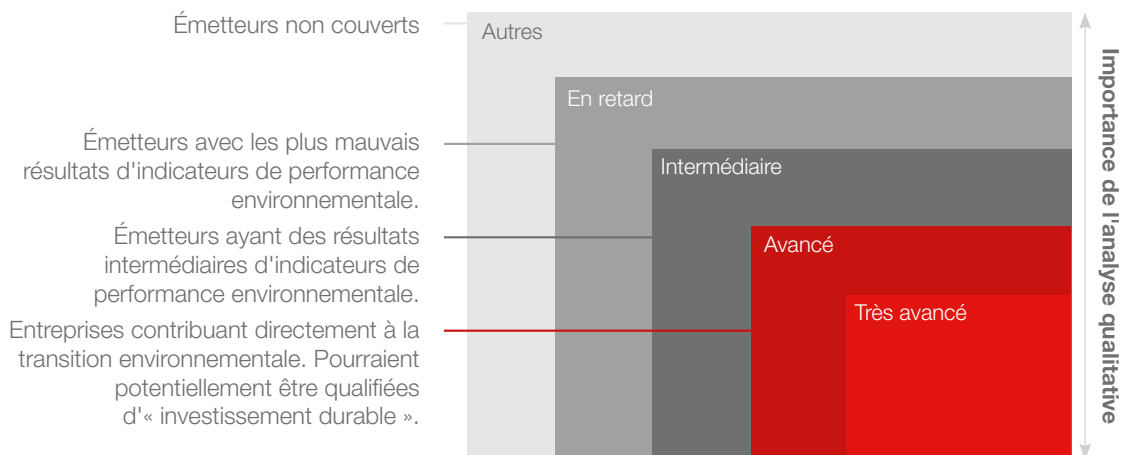 Émetteurs non couverts
Autres
En retard
Émetteurs avec les plus mauvais
résultats d'indicateurs de performance
environnementale.
Intermédiaire
Émetteurs ayant des résultats
intermédiaires d'indicateurs de
performance environnementale.
Avancé
Entreprises contribuant directement à la
transition environnementale. Pourraient
potentiellement être qualifiées
d'« investissement durable ».
Très avancé
Importance de l'analyse qualitative